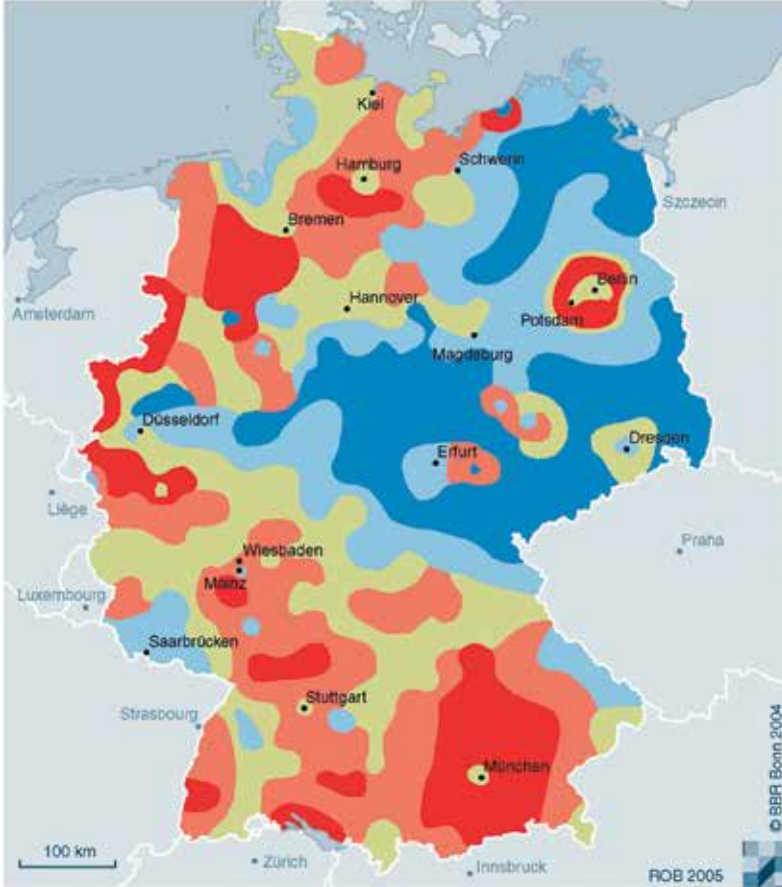 Kiel
Hamburg
Schwerin
Szczecin
Bremen
Berlin
Amsterdam
Hannover
Potsdam
Magdeburg
Düsseldorf
Dresden
Erfurt
Liège
Praha
Wiesbaden
Mainz
Luxembourg
Saarbrücken
Stuttgart
Strasbourg
München
© BBR Bonn 2004
100 km
Zürich
Innsbruck
ROB 2005